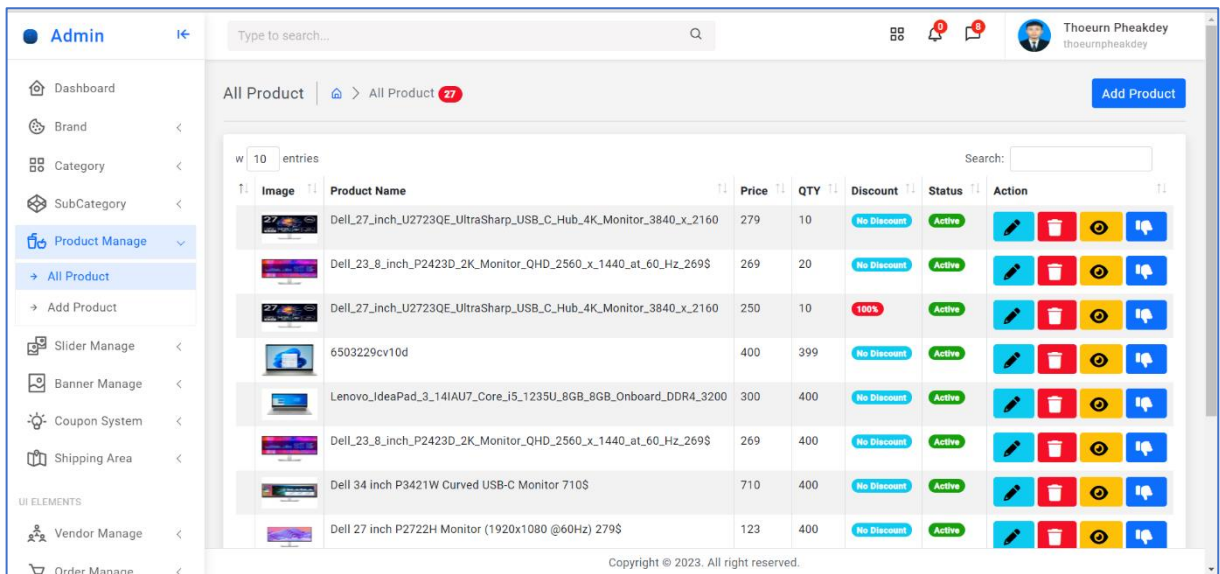 Admin
Type to search...
0
8
Thoeurn Pheakdey
thoeurnpheakdey
Dashboard
Brand
Category
SubCategory
Product Manage
All Product
Add Product
Slider Manage
Banner Manage
Coupon System
Shipping Area
UI ELEMENTS
Vendor Manage
Order Manage
All Product All Product 27
Add Product
w 10 entries
Search:
Image Product Name Price QTY Discount Status Action
Dell_27_inch_U2723QE_UltraSharp_USB_C_Hub_4K_Monitor_3840_x_2160 279 10 No Discount Active
Dell_23_8_inch_P2423D_2K_Monitor_QHD_2560_x_1440_at_60_Hz_269$ 269 20 No Discount Active
Dell_27_inch_U2723QE_UltraSharp_USB_C_Hub_4K_Monitor_3840_x_2160 250 10 100% Active
6503229cv10d 400 399 No Discount Active
Lenovo_IdeaPad_3_14IAU7_Core_i5_1235U_8GB_8GB_Onboard_DDR4_3200 300 400 No Discount Active
Dell_23_8_inch_P2423D_2K_Monitor_QHD_2560_x_1440_at_60_Hz_269$ 269 400 No Discount Active
Dell 34 inch P3421W Curved USB-C Monitor 710$ 710 400 No Discount Active
Dell 27 inch P2722H Monitor (1920x1080 @60Hz) 279$ 123 400 No Discount Active
Copyright © 2023. All right reserved.